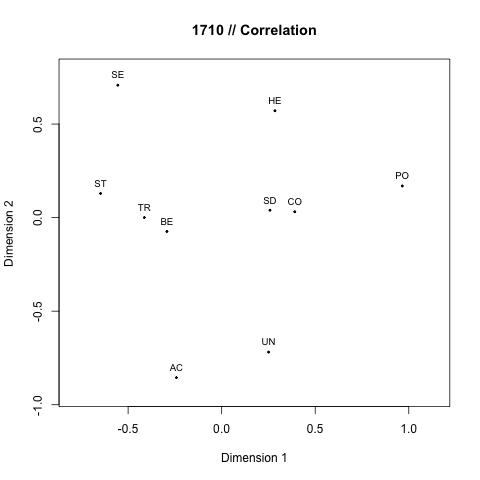 1710 // Correlation
SE
HE
PO
ST
TR
BE
SD
CO
UN
AC
0.5
0.0
-0.5
-1.0
Dimension 2
-0.5
0.0
0.5
1.0
Dimension 1